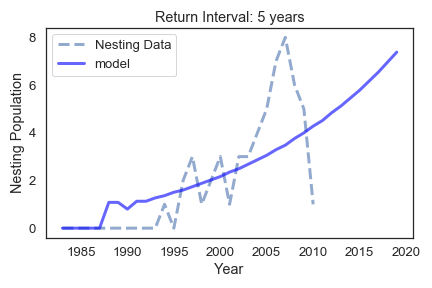 Return Interval: 5 years
Nesting Data
model
8
6
4
2
0
Nesting Population
1985 1990 1995 2000 2005 2010 2015 2020
Year